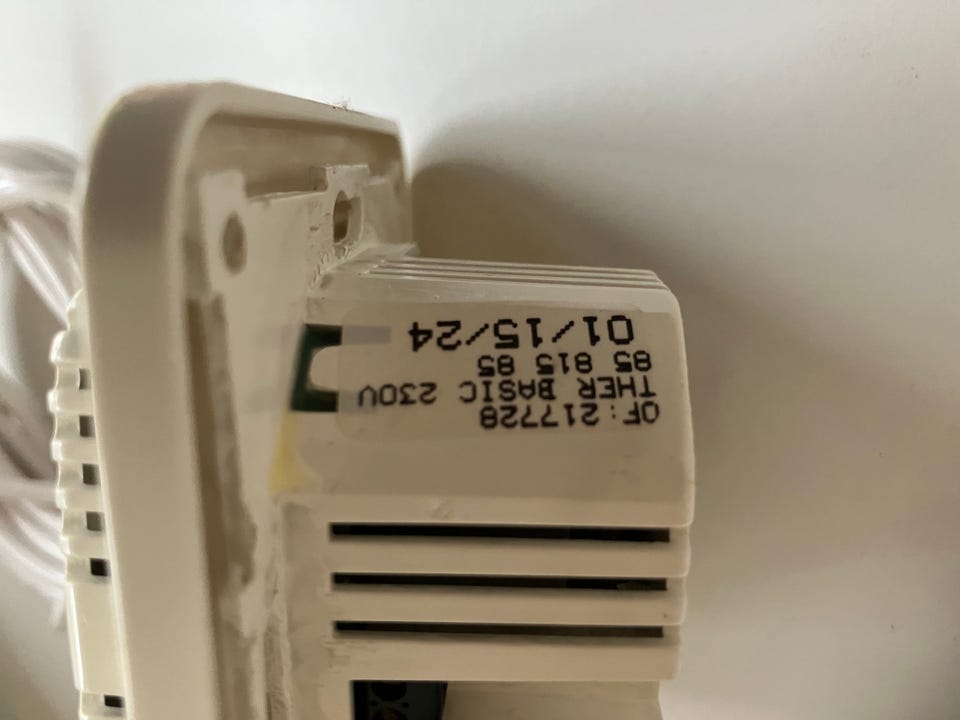 OF:217728
THER BASIC 230V
85 815 85
01/15/24